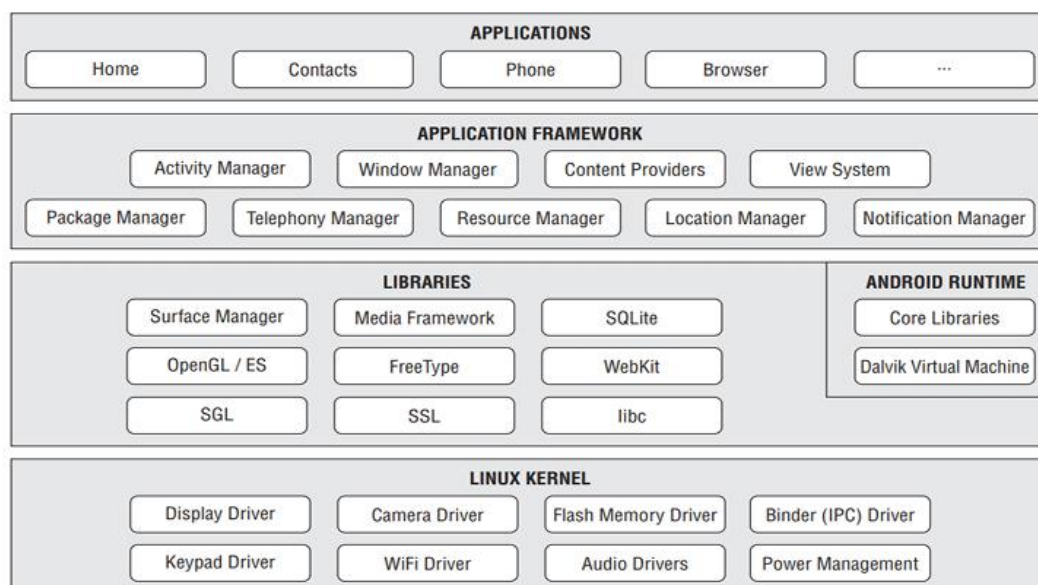 APPLICATIONS
Home Contacts Phone Browser ...
APPLICATION FRAMEWORK
Activity Manager Window Manager Content Providers View System
Package Manager Telephony Manager Resource Manager Location Manager Notification Manager
LIBRARIES ANDROID RUNTIME
Surface Manager Media Framework SQLite Core Libraries
OpenGL / ES FreeType WebKit Dalvik Virtual Machine
SGL SSL libc
LINUX KERNEL
Display Driver Camera Driver Flash Memory Driver Binder (IPC) Driver
Keypad Driver WiFi Driver Audio Drivers Power Management